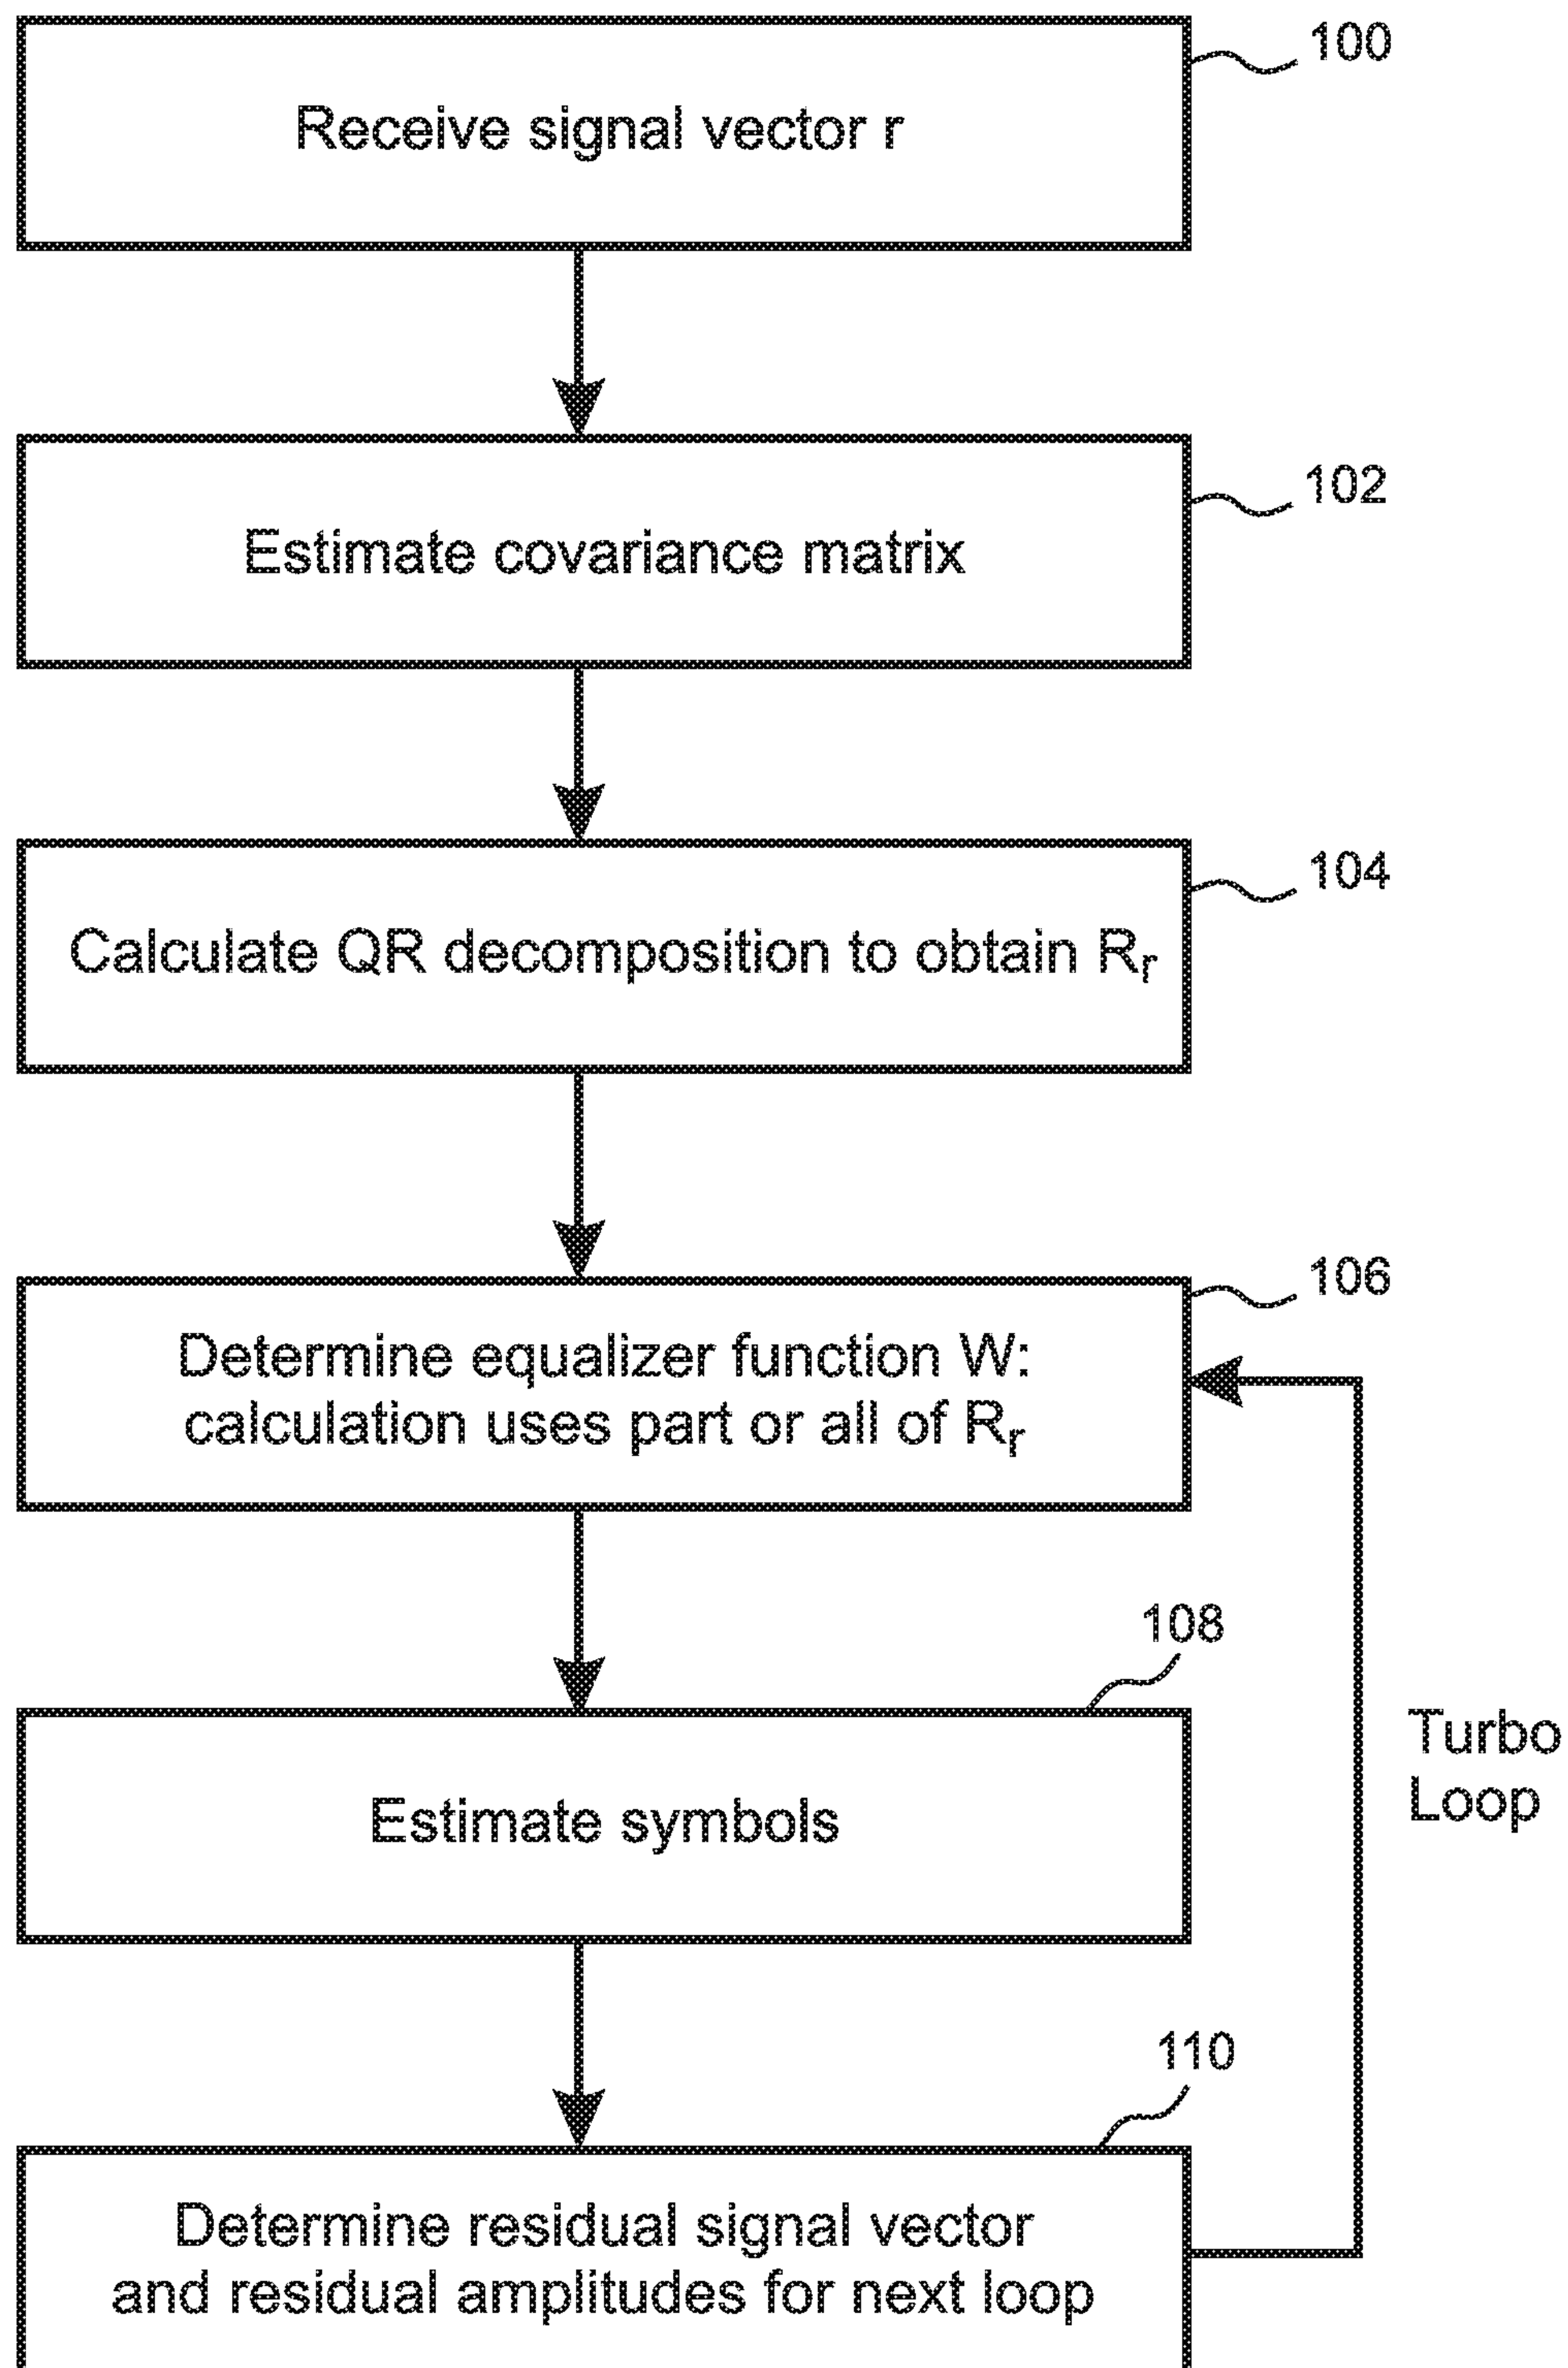 100
Receive signal vector r
102
Estimate covariance matrix
104
Calculate QR decomposition to obtain Rr
106
Determine equalizer function W:
calculation uses part or all of Rr
108
Estimate symbols
Turbo
Loop
110
Determine residual signal vector
and residual amplitudes for next loop